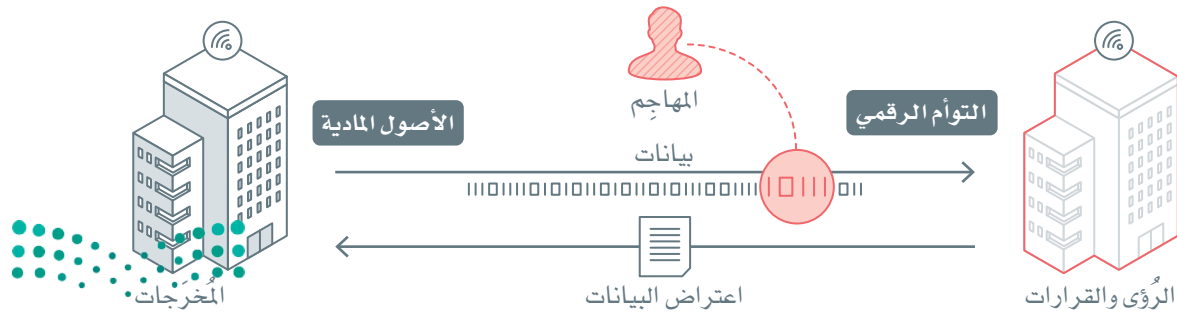 المهاجِم
التوأم الرقمي
الأصول المادية
بيانات
الرُؤى والقرارات
اعتراض البيانات
المُخرَجات